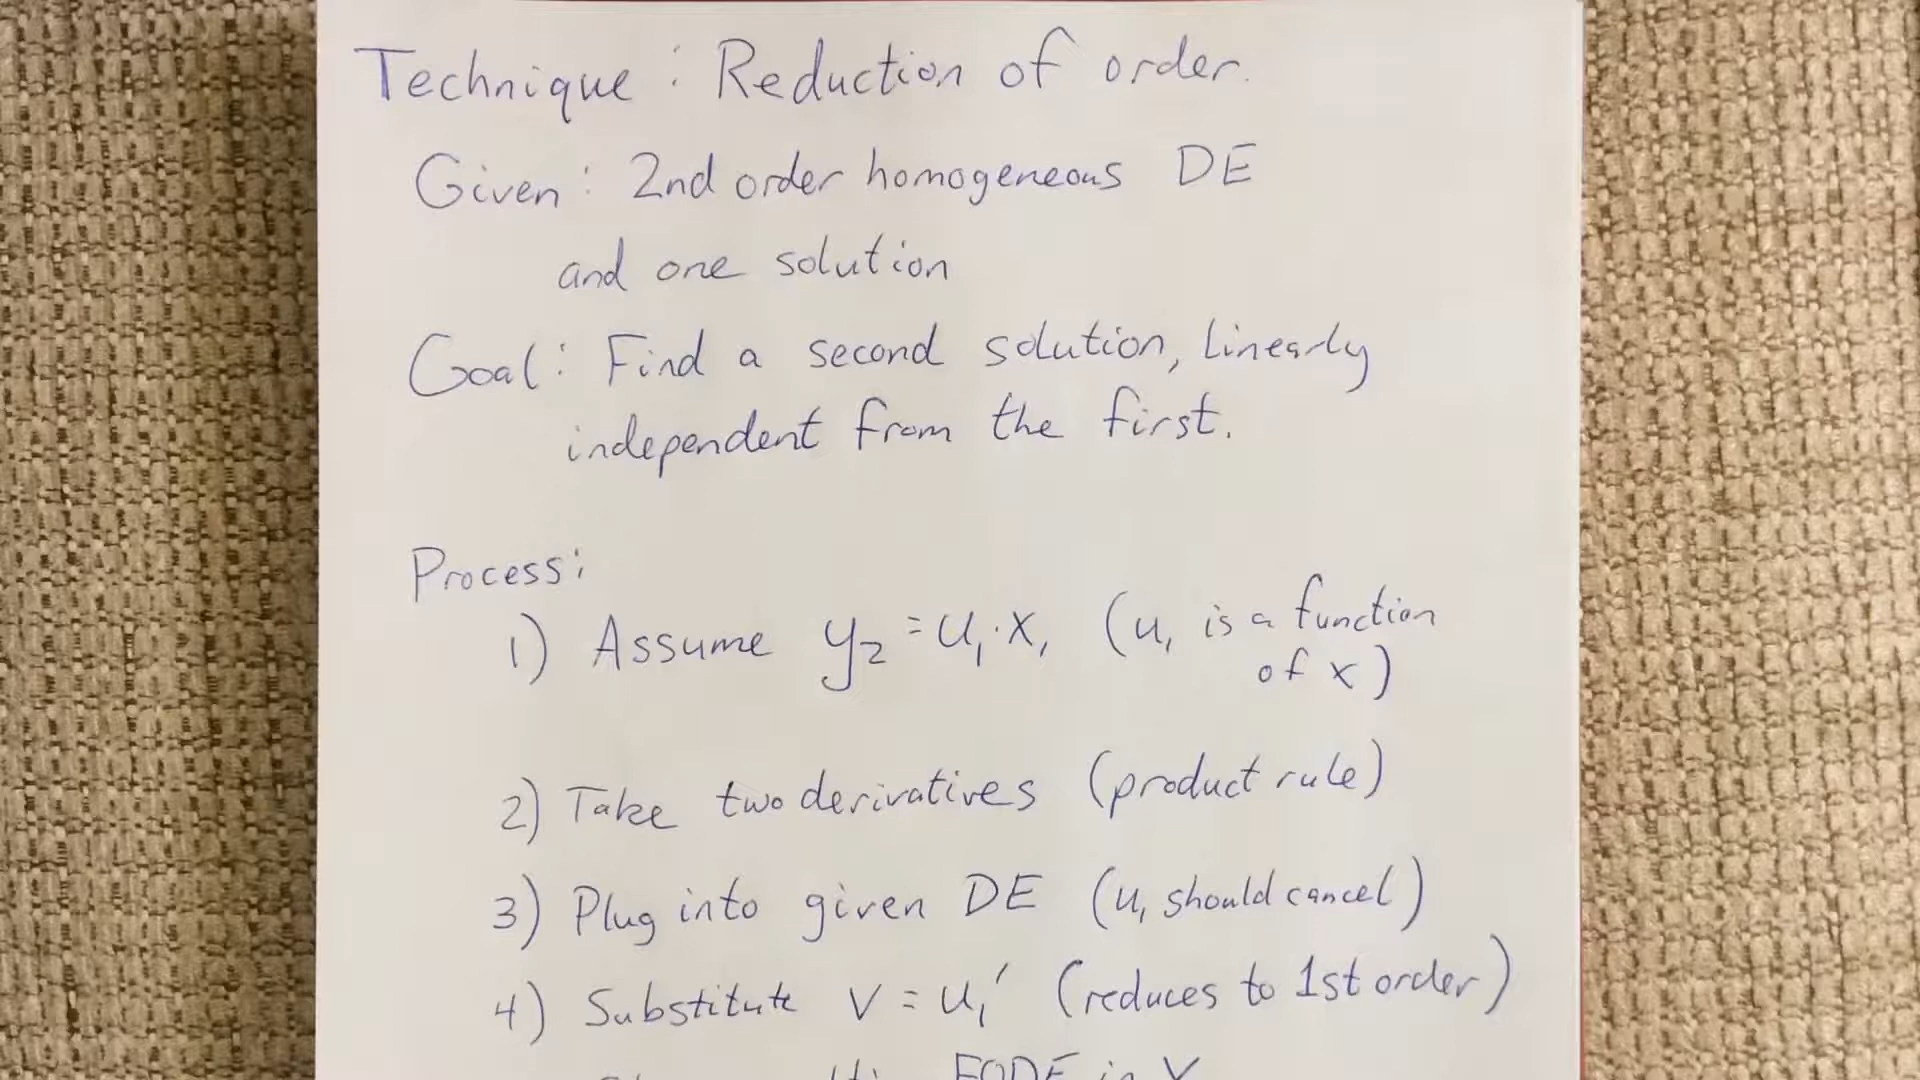 Technique: Reduction of order.
Given: 2nd order homogeneous DE
and one solution
Goal: Find a second solution, linearly
independent from the first.
Process:
1) Assume y₂ = u₁·x, (u₁ is a function
of x)
2) Take two derivatives (product rule)
3) Plug into given DE (u₁ should cancel)
4) Substitute v = u₁' (reduces to 1st order)
FODE in v